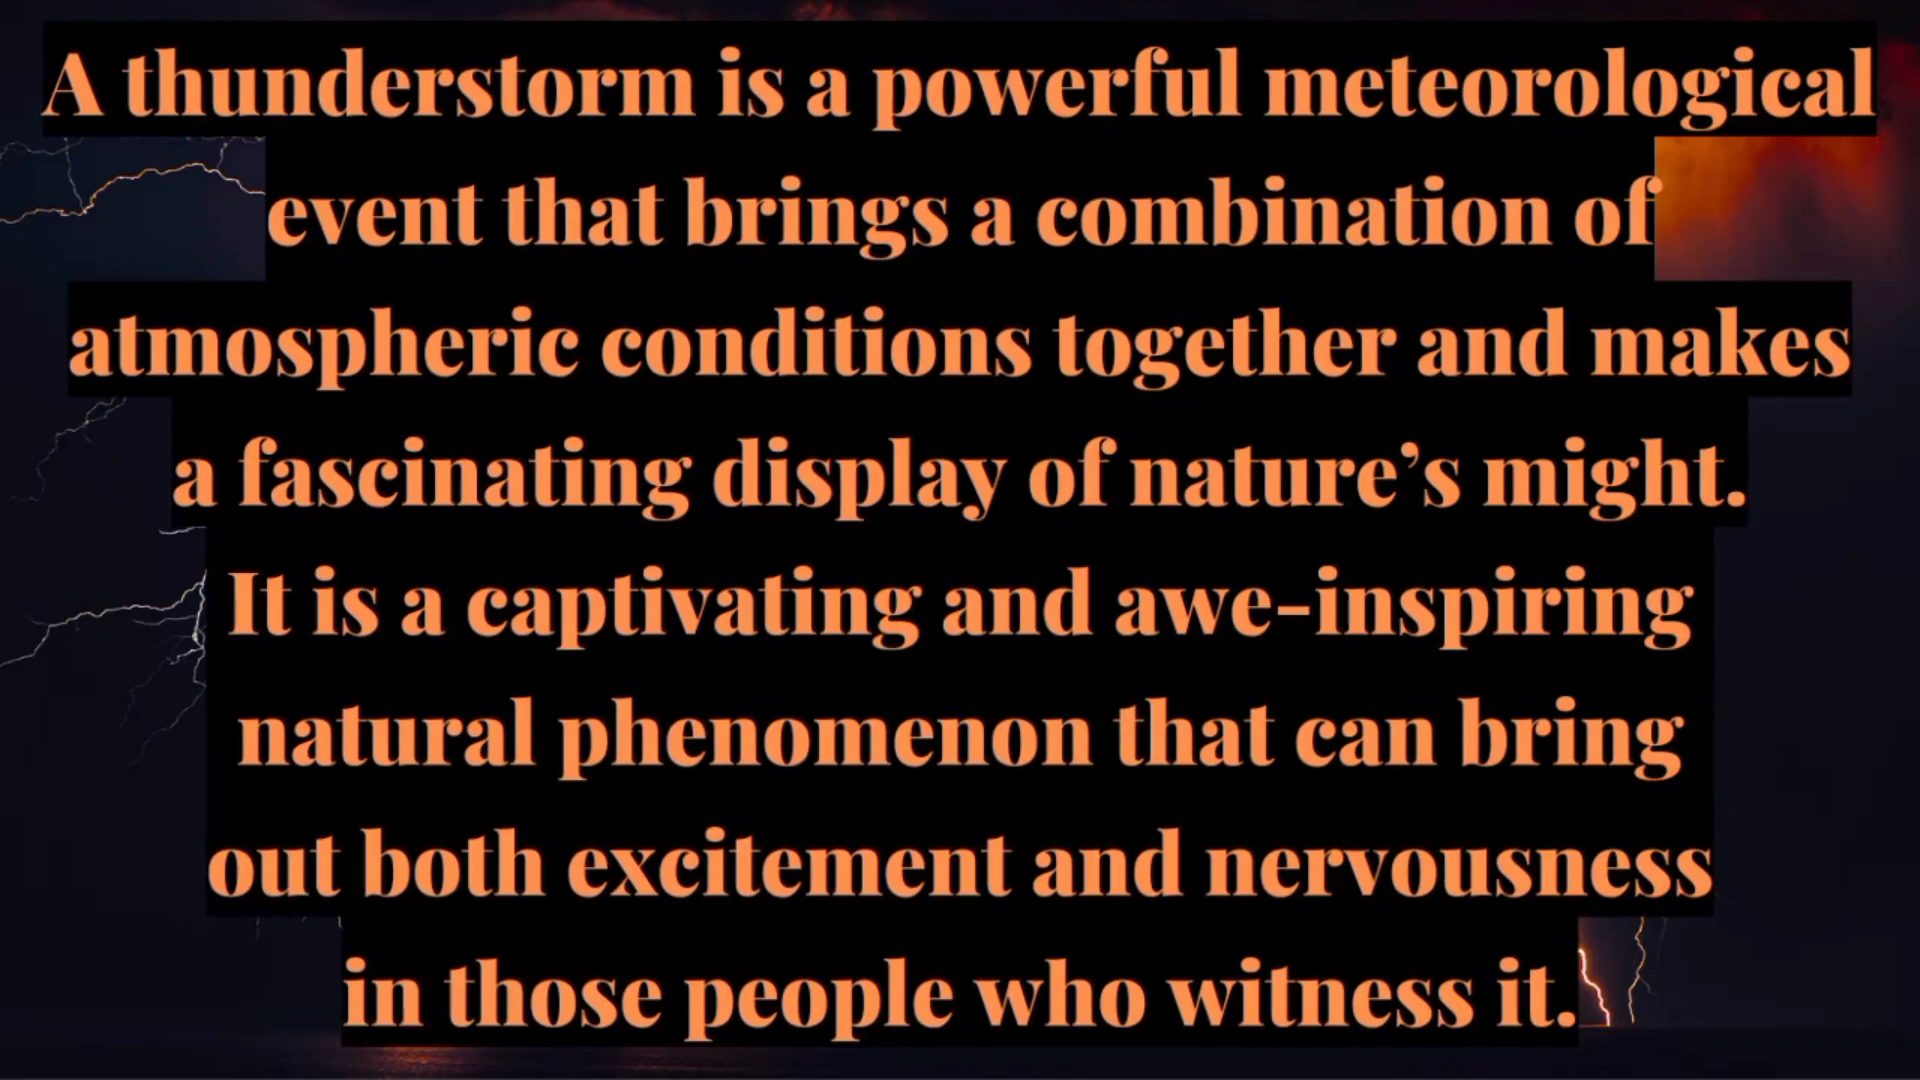 A thunderstorm is a powerful meteorological
event that brings a combination of
atmospheric conditions together and makes
a fascinating display of nature’s might.
It is a captivating and awe-inspiring
natural phenomenon that can bring
out both excitement and nervousness
in those people who witness it.